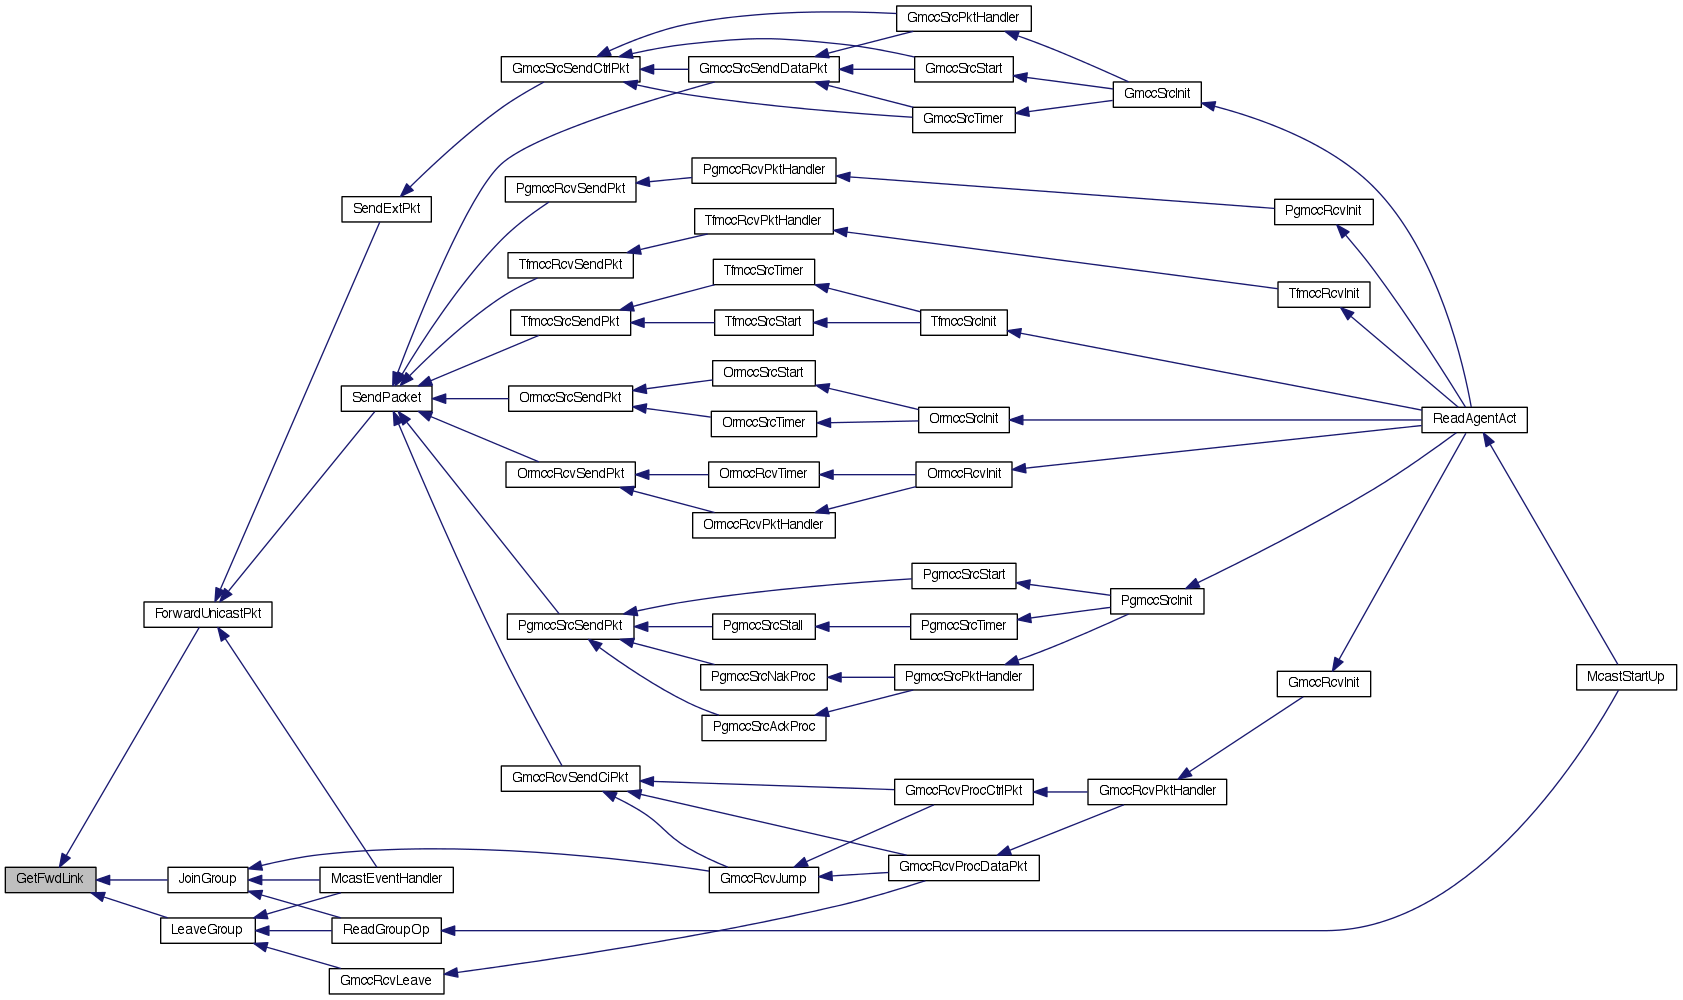 GmccSrcPktHandler
GmccSrcSendCtrlPkt
GmccSrcSendDataPkt
GmccSrcStart
GmccSrcInit
GmccSrcTimer
PgmccRcvPktHandler
PgmccRcvSendPkt
SendExtPkt
PgmccRcvInit
TfmccRcvPktHandler
TfmccRcvSendPkt
TfmccSrcTimer
TfmccRcvInit
TfmccSrcSendPkt
TfmccSrcStart
TfmccSrcInit
OrmccSrcStart
SendPacket
OrmccSrcSendPkt
OrmccSrcTimer
OrmccSrcInit
ReadAgentAct
OrmccRcvSendPkt
OrmccRcvTimer
OrmccRcvInit
OrmccRcvPktHandler
PgmccSrcStart
PgmccSrcInit
ForwardUnicastPkt
PgmccSrcSendPkt
PgmccSrcStall
PgmccSrcTimer
PgmccSrcNakProc
PgmccSrcPktHandler
GmccRcvInit
McastStartUp
PgmccSrcAckProc
GmccRcvSendCiPkt
GmccRcvProcCtrlPkt
GmccRcvPktHandler
GmccRcvProcDataPkt
GetFwdLink
JoinGroup
McastEventHandler
GmccRcvJump
LeaveGroup
ReadGroupOp
GmccRcvLeave